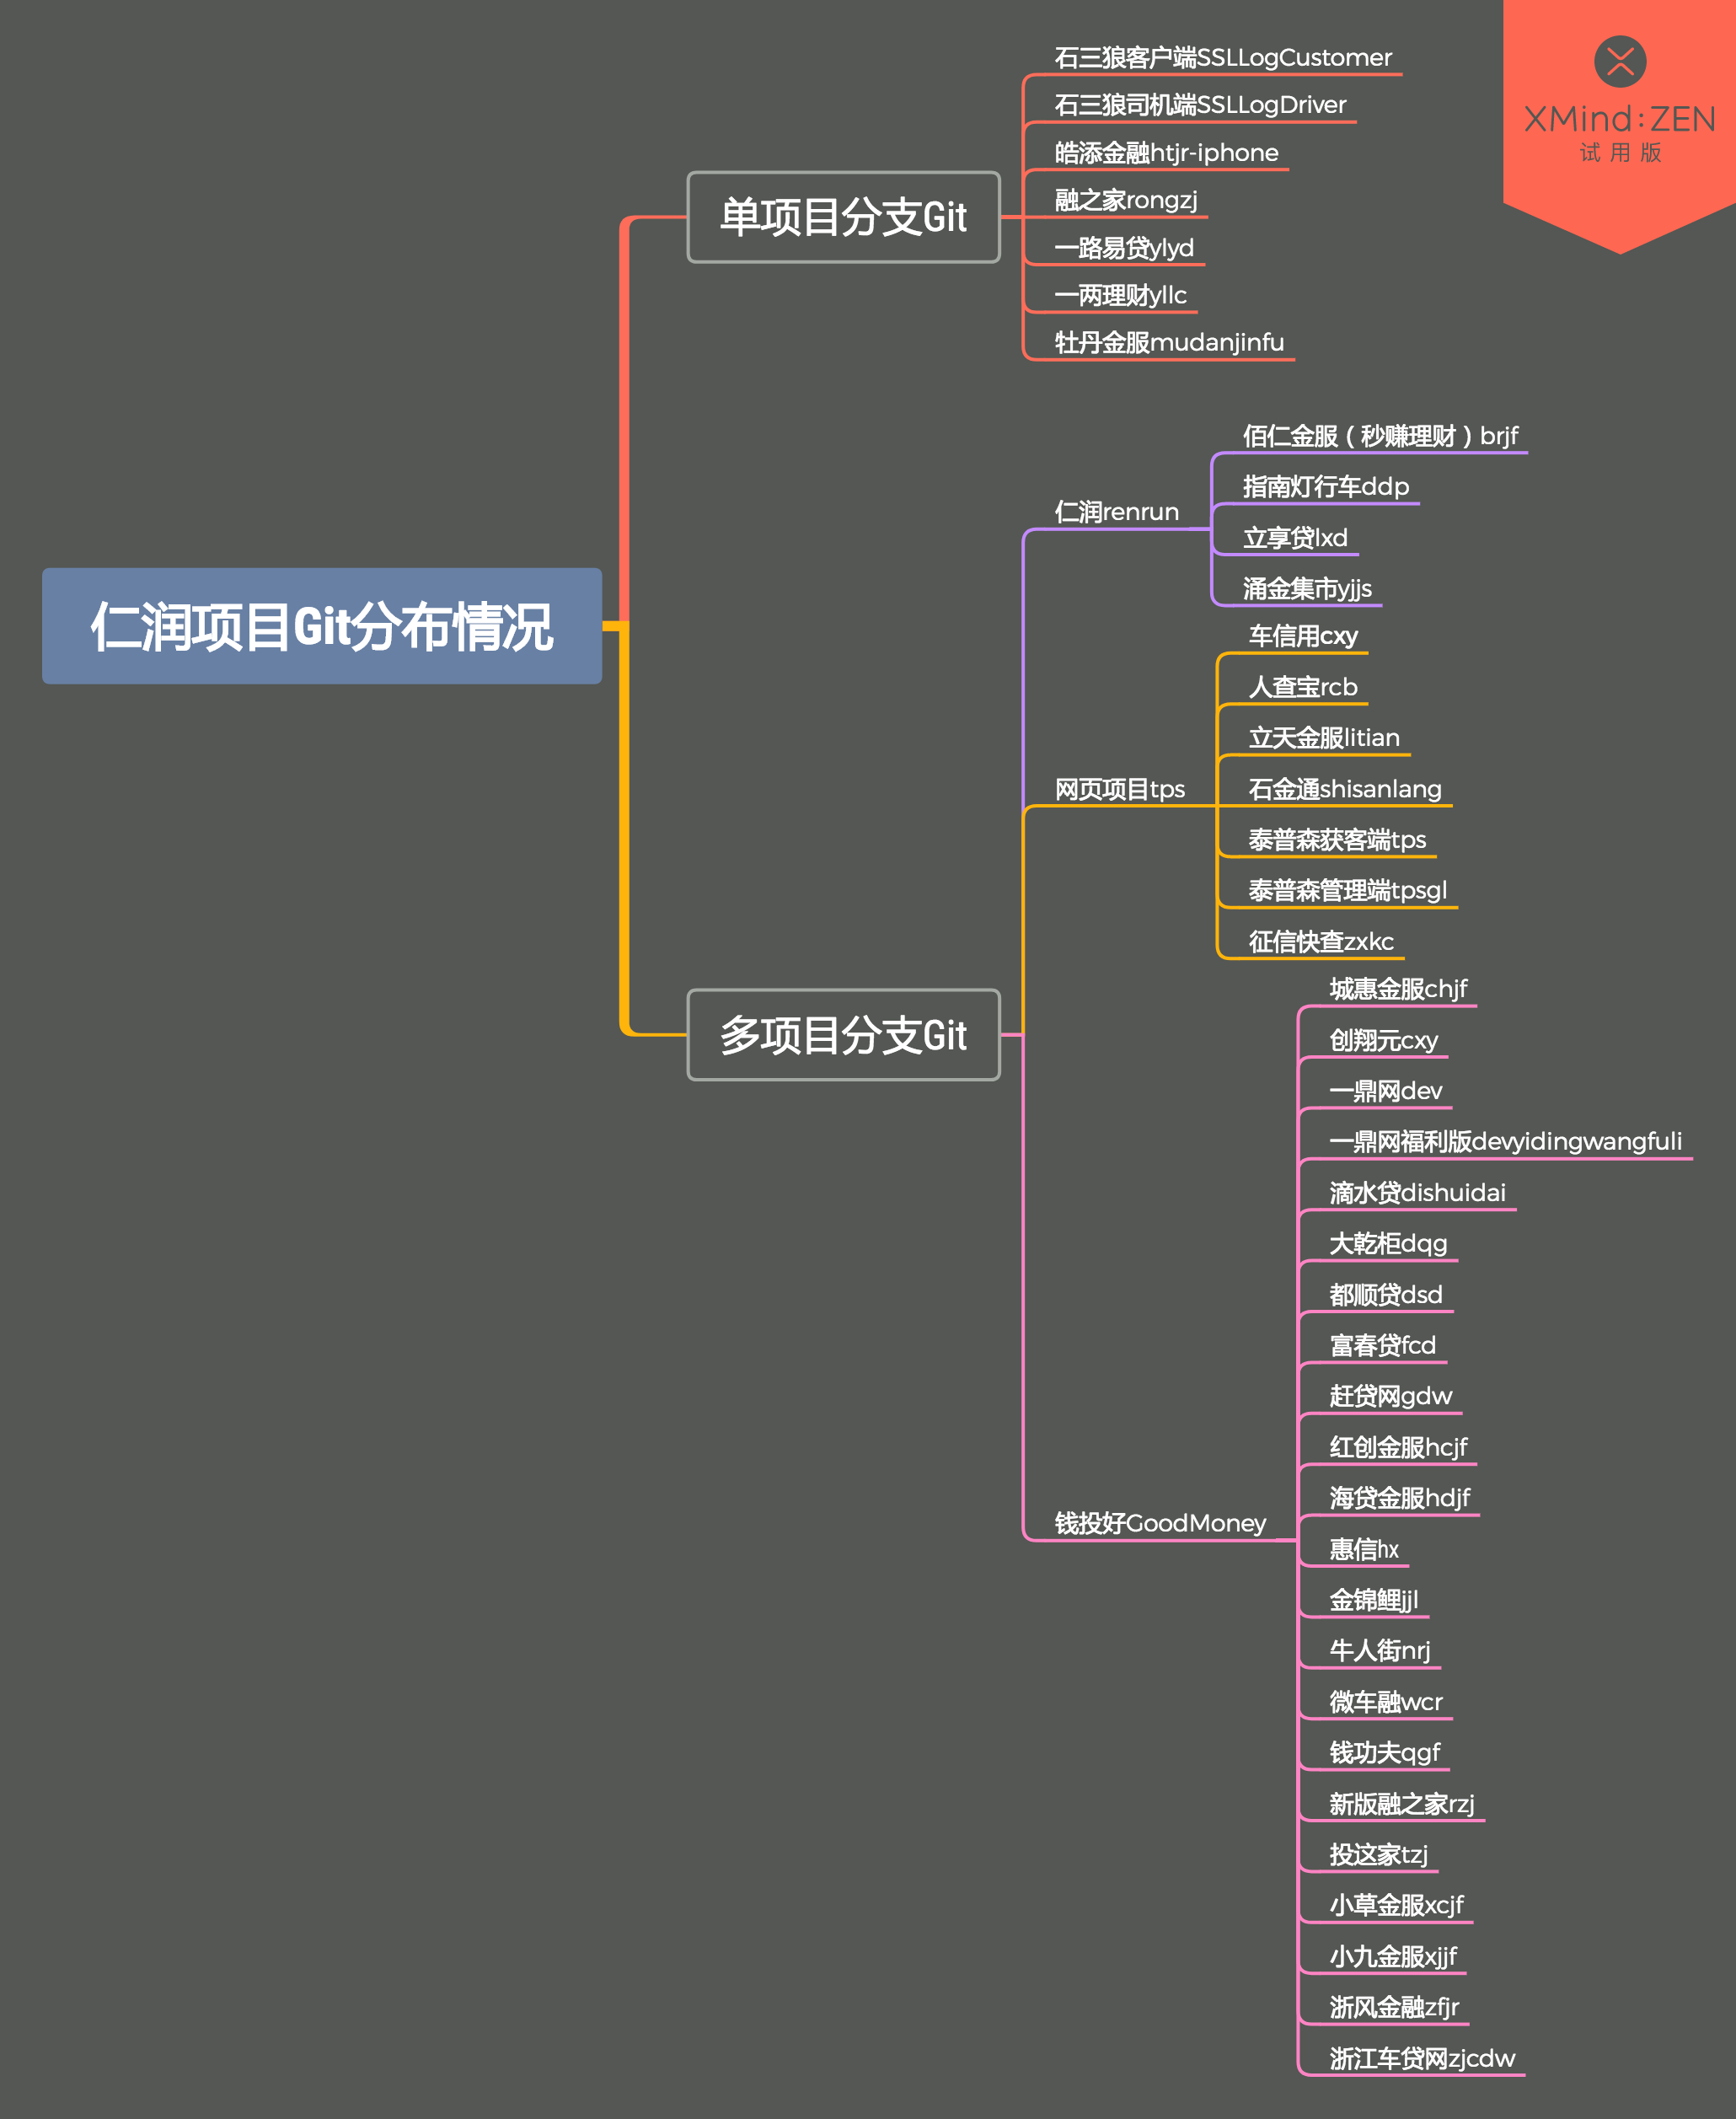 XMind:ZEN
试用版
仁润项目Git分布情况
单项目分支Git
石三狼客户端SSLLogCustomer
石三狼司机端SSLLogDriver
皓添金融htjr-iphone
融之家rongzj
一路易贷ylyd
一两理财yllc
牡丹金服mudanjinfu
多项目分支Git
仁润renrun
佰仁金服（秒赚理财）brjf
指南灯行车ddp
立享贷lxd
涌金集市yjjs
网页项目tps
车信用cxy
人查宝rcb
立天金服litian
石金通shisanlang
泰普森获客端tps
泰普森管理端tpsgl
征信快查zxkc
钱投好GoodMoney
城惠金服chjf
创翔元cxy
一鼎网dev
一鼎网福利版devyidingwangfuli
滴水贷dishuidai
大乾柜dqg
都顺贷dsd
富春贷fcd
赶贷网gdw
红创金服hcjf
海贷金服hdjf
惠信hx
金锦鲤jjl
牛人街nrj
微车融wcr
钱功夫qgf
新版融之家rzj
投这家tzj
小草金服xcjf
小九金服xjjf
浙风金融zfjr
浙江车贷网zjcdw